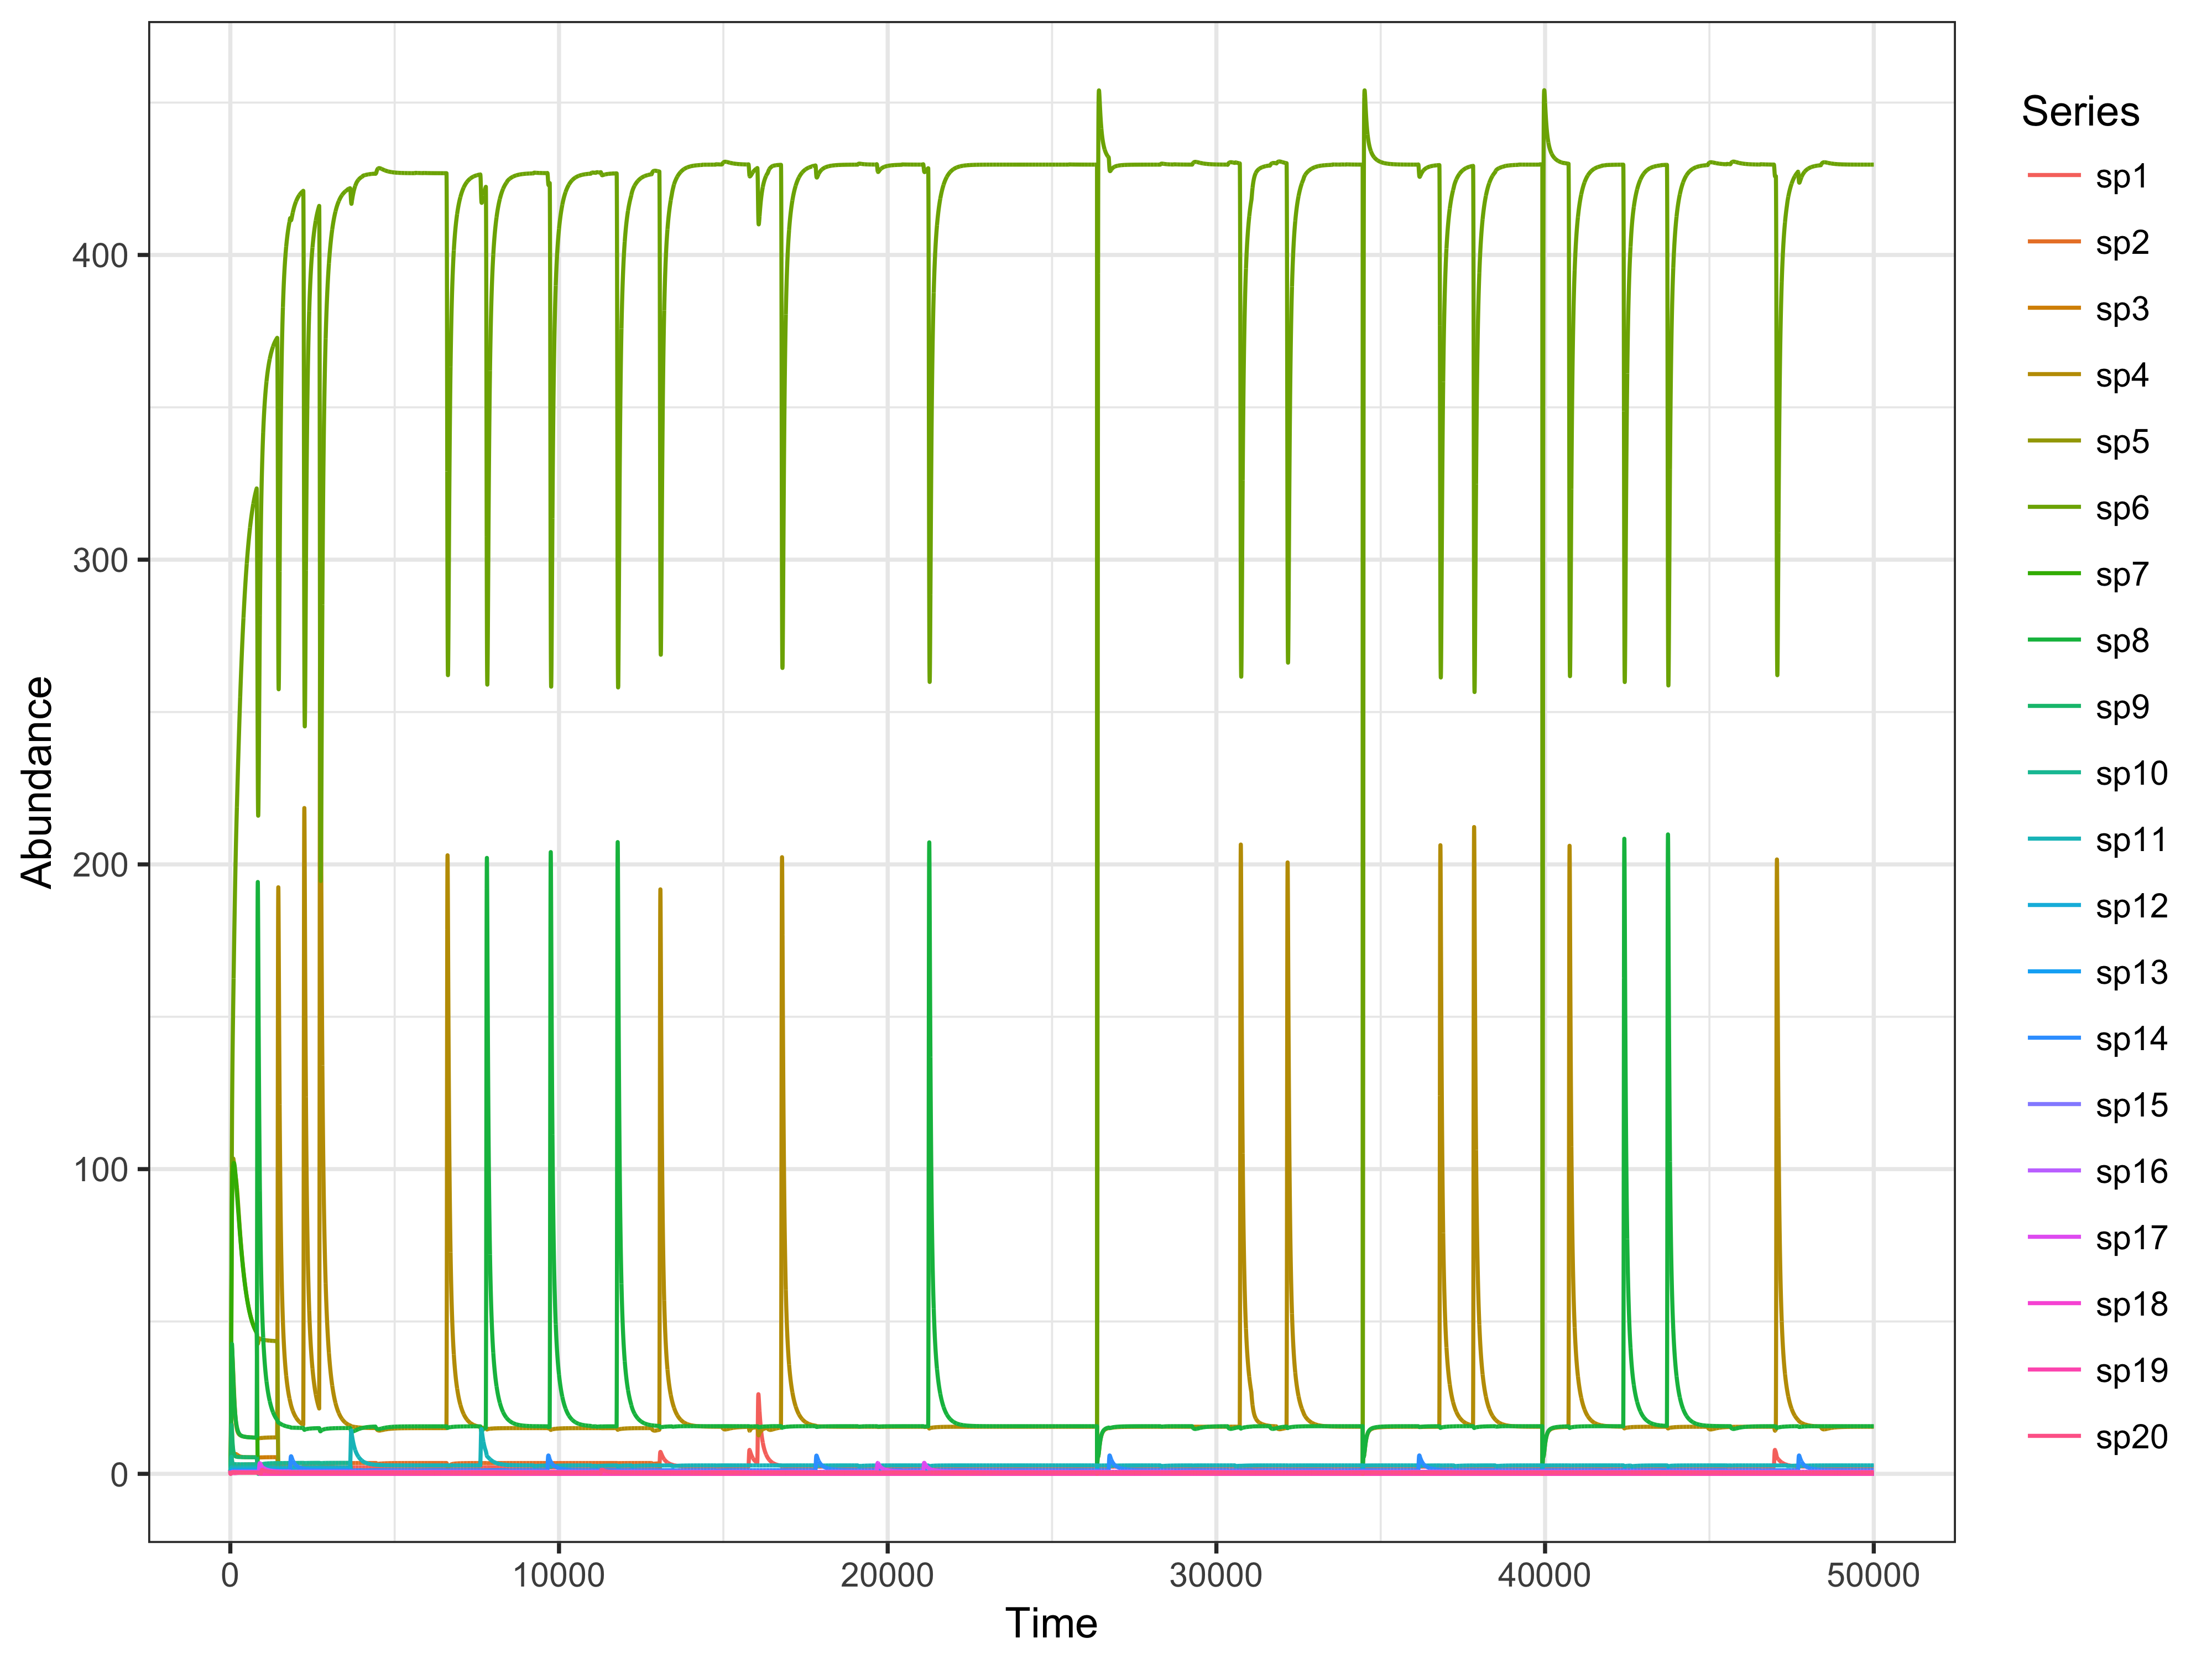 Abundance
400
300
200
100
0
0 10000 20000 30000 40000 50000
Time
Series
sp1
sp2
sp3
sp4
sp5
sp6
sp7
sp8
sp9
sp10
sp11
sp12
sp13
sp14
sp15
sp16
sp17
sp18
sp19
sp20